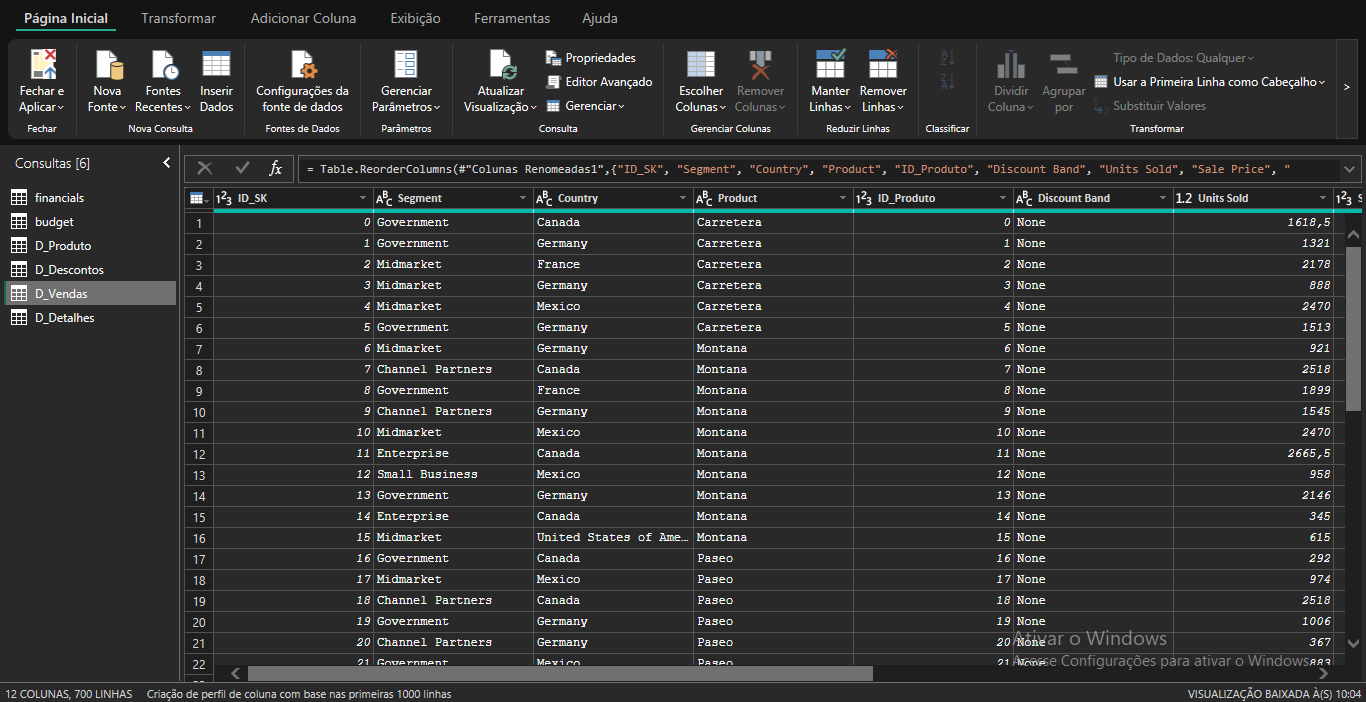 Página Inicial Transformar Adicionar Coluna Exibição Ferramentas Ajuda
Fechar e Aplicar
Fechar
Nova Fonte
Fontes Recentes
Inserir Dados
Nova Consulta
Configurações da fonte de dados
Fontes de Dados
Gerenciar Parâmetros
Parâmetros
Atualizar Visualização
Propriedades
Editor Avançado
Gerenciar
Consulta
Escolher Colunas
Remover Colunas
Gerenciar Colunas
Manter Linhas
Remover Linhas
Reduzir Linhas
Classificar
Dividir Coluna
Agrupar por
Tipo de Dados: Qualquer
Usar a Primeira Linha como Cabeçalho
Substituir Valores
Transformar
Consultas [6]
financials
budget
D_Produto
D_Descontos
D_Vendas
D_Detalhes
fx = Table.ReorderColumns(#"Colunas Renomeadas1",{"ID_SK", "Segment", "Country", "Product", "ID_Produto", "Discount Band", "Units Sold", "Sale Price", "
123 ID_SK ABC Segment ABC Country ABC Product 123 ID_Produto ABC Discount Band 1.2 Units Sold 123 S
1 0 Government Canada Carretera 0 None 1618,5
2 1 Government Germany Carretera 1 None 1321
3 2 Midmarket France Carretera 2 None 2178
4 3 Midmarket Germany Carretera 3 None 888
5 4 Midmarket Mexico Carretera 4 None 2470
6 5 Government Germany Carretera 5 None 1513
7 6 Midmarket Germany Montana 6 None 921
8 7 Channel Partners Canada Montana 7 None 2518
9 8 Government France Montana 8 None 1899
10 9 Channel Partners Germany Montana 9 None 1545
11 10 Midmarket Mexico Montana 10 None 2470
12 11 Enterprise Canada Montana 11 None 2665,5
13 12 Small Business Mexico Montana 12 None 958
14 13 Government Germany Montana 13 None 2146
15 14 Enterprise Canada Montana 14 None 345
16 15 Midmarket United States of Ame... Montana 15 None 615
17 16 Government Canada Paseo 16 None 292
18 17 Midmarket Mexico Paseo 17 None 974
19 18 Channel Partners Canada Paseo 18 None 2518
20 19 Government Germany Paseo 19 None 1006
21 20 Channel Partners Germany Paseo 20 None 367
22 21 Government Mexico Paseo 21 None 883
Ativar o Windows
Acesse Configurações para ativar o Windows.
12 COLUNAS, 700 LINHAS Criação de perfil de coluna com base nas primeiras 1000 linhas VISUALIZAÇÃO BAIXADA À(S) 10:04